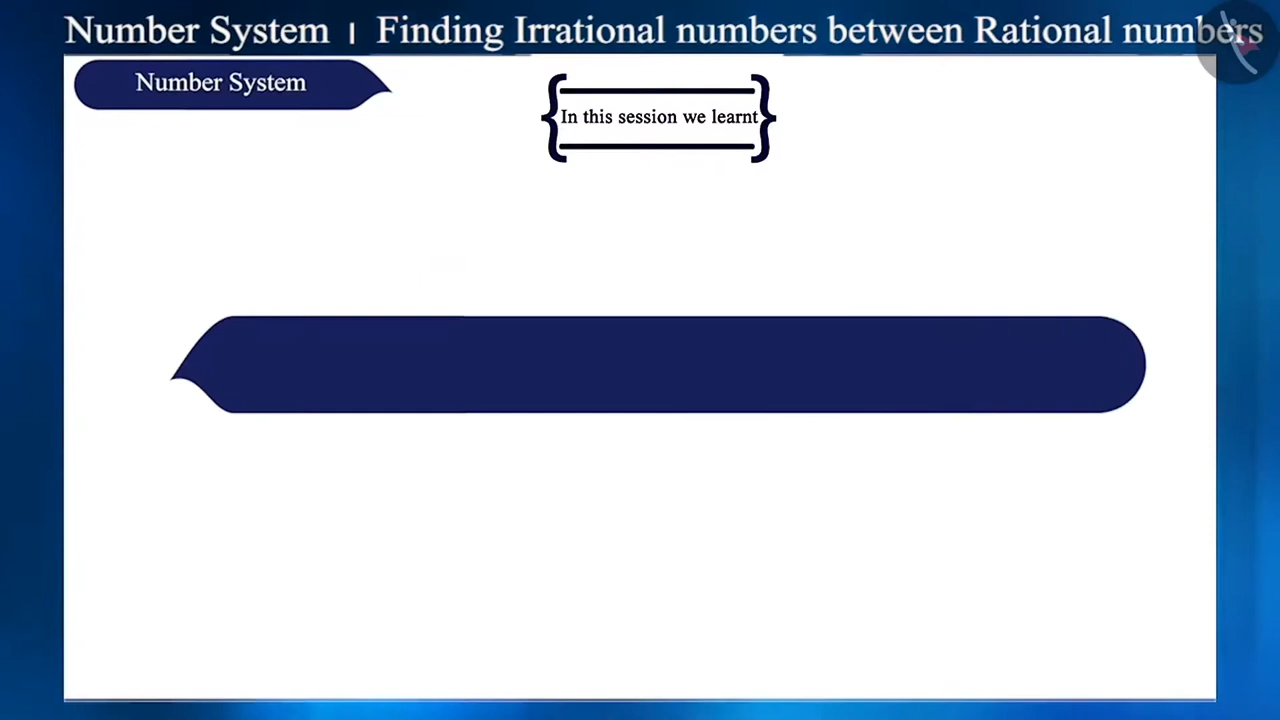 Number System | Finding Irrational numbers between Rational numbers
Number System
In this session we learnt